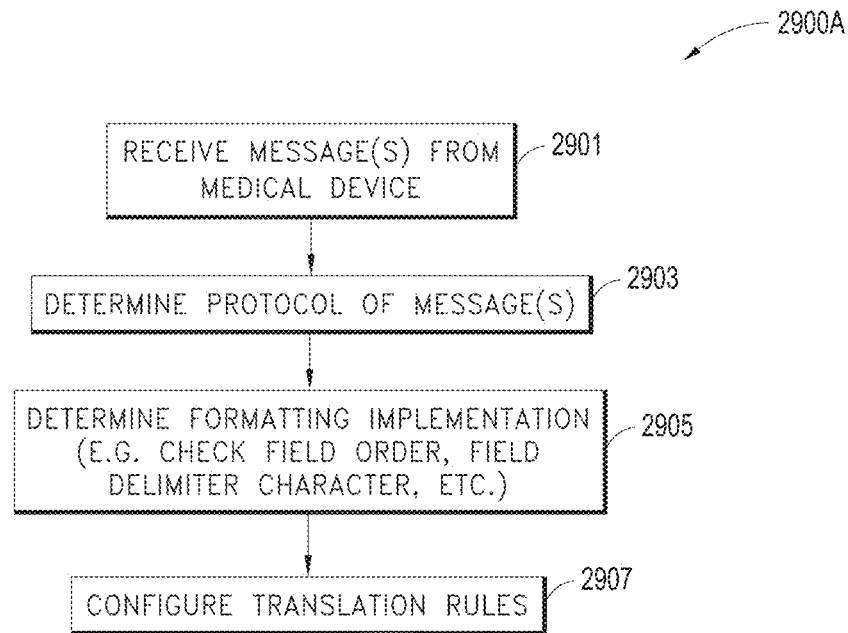 2900A
RECEIVE MESSAGE(S) FROM
MEDICAL DEVICE
2901
DETERMINE PROTOCOL OF MESSAGE(S)
2903
DETERMINE FORMATTING IMPLEMENTATION
(E.G. CHECK FIELD ORDER, FIELD
DELIMITER CHARACTER, ETC.)
2905
CONFIGURE TRANSLATION RULES
2907